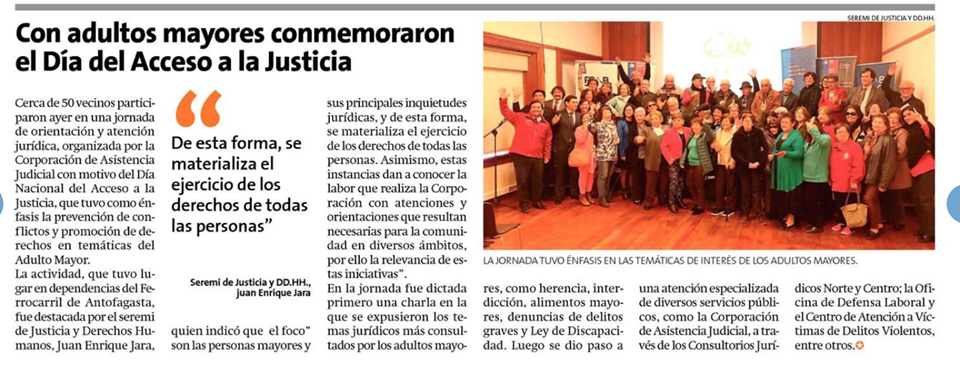 SEREMI DE JUSTICIA Y DD.HH.
Con adultos mayores conmemoraron
el Día del Acceso a la Justicia
Cerca de 50 vecinos partici-
paron ayer en una jornada
de orientación y atención
jurídica, organizada por la
Corporación de Asistencia
Judicial con motivo del Día
Nacional del Acceso a la
Justicia, que tuvo como én-
fasis la prevención de con-
flictos y promoción de de-
rechos en temáticas del
Adulto Mayor.
La actividad, que tuvo lu-
gar en dependencias del Fe-
rrocarril de Antofagasta,
fue destacada por el seremi
de Justicia y Derechos Hu-
manos, Juan Enrique Jara,
“
De esta forma, se
materializa el
ejercicio de los
derechos de todas
las personas”
Seremi de Justicia y DD.HH.,
juan Enrique Jara
quien indicó que el foco”
son las personas mayores y
sus principales inquietudes
jurídicas, y de esta forma,
se materializa el ejercicio
de los derechos de todas las
personas. Asimismo, estas
instancias dan a conocer la
labor que realiza la Corpo-
ración con atenciones y
orientaciones que resultan
necesarias para la comuni-
dad en diversos ámbitos,
por ello la relevancia de es-
tas iniciativas”.
En la jornada fue dictada
primero una charla en la
que se expusieron los te-
mas jurídicos más consul-
tados por los adultos mayo-
LA JORNADA TUVO ÉNFASIS EN LAS TEMÁTICAS DE INTERÉS DE LOS ADULTOS MAYORES.
res, como herencia, inter-
dicción, alimentos mayo-
res, denuncias de delitos
graves y Ley de Discapaci-
dad. Luego se dio paso a
una atención especializada
de diversos servicios públi-
cos, como la Corporación
de Asistencia Judicial, a tra-
vés de los Consultorios Jurí-
dicos Norte y Centro; la Ofi-
cina de Defensa Laboral y
el Centro de Atención a Víc-
timas de Delitos Violentos,
entre otros.